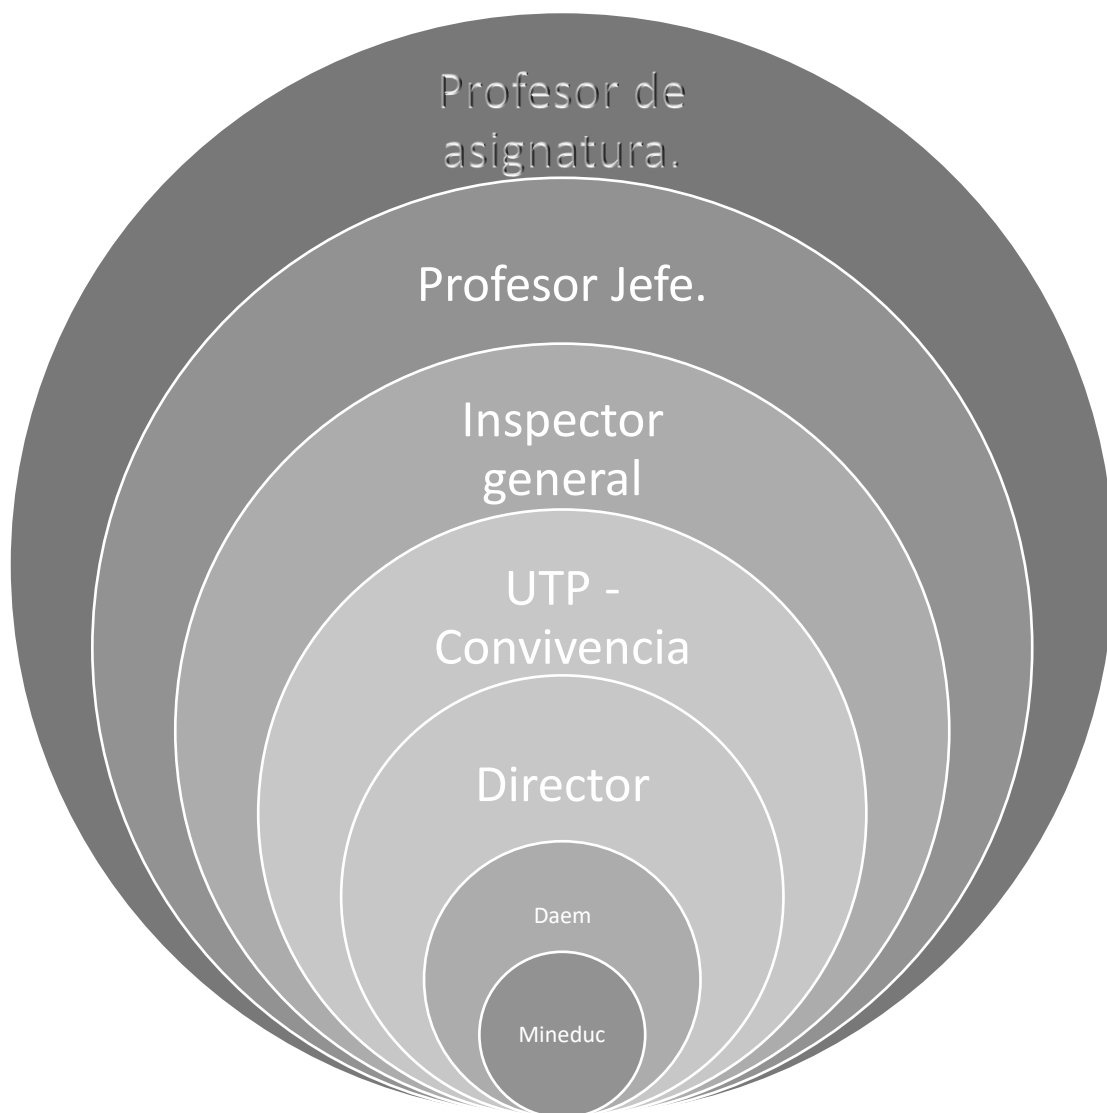 Profesor de
asignatura.
Profesor Jefe.
Inspector
general
UTP -
Convivencia
Director
Daem
Mineduc